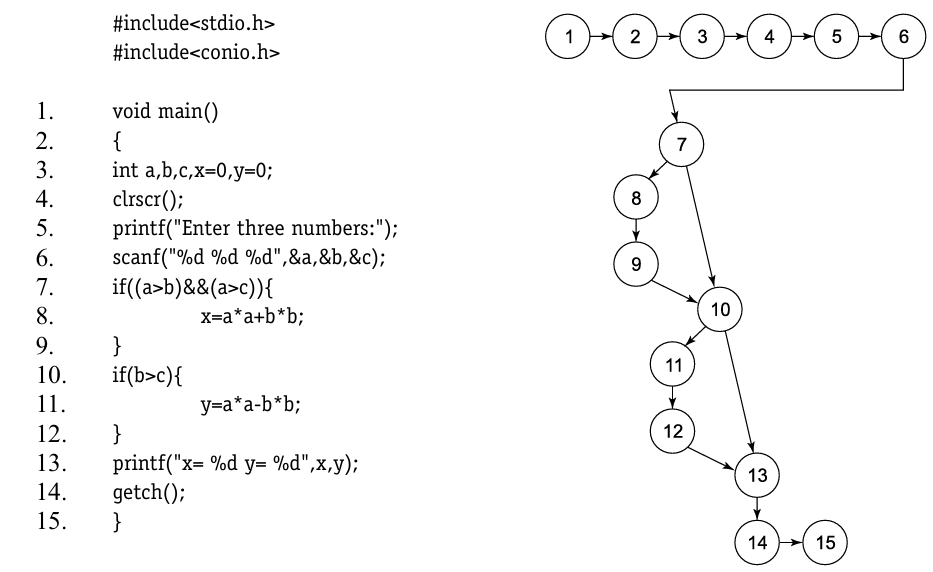 #include<stdio.h>
#include<conio.h>
1. void main()
2. {
3. int a,b,c,x=0,y=0;
4. clrscr();
5. printf("Enter three numbers:");
6. scanf("%d %d %d",&a,&b,&c);
7. if((a>b)&&(a>c)){
8. x=a*a+b*b;
9. }
10. if(b>c){
11. y=a*a-b*b;
12. }
13. printf("x= %d y= %d",x,y);
14. getch();
15. }
1 2 3 4 5 6
7
8
9
10
11
12
13
14 15